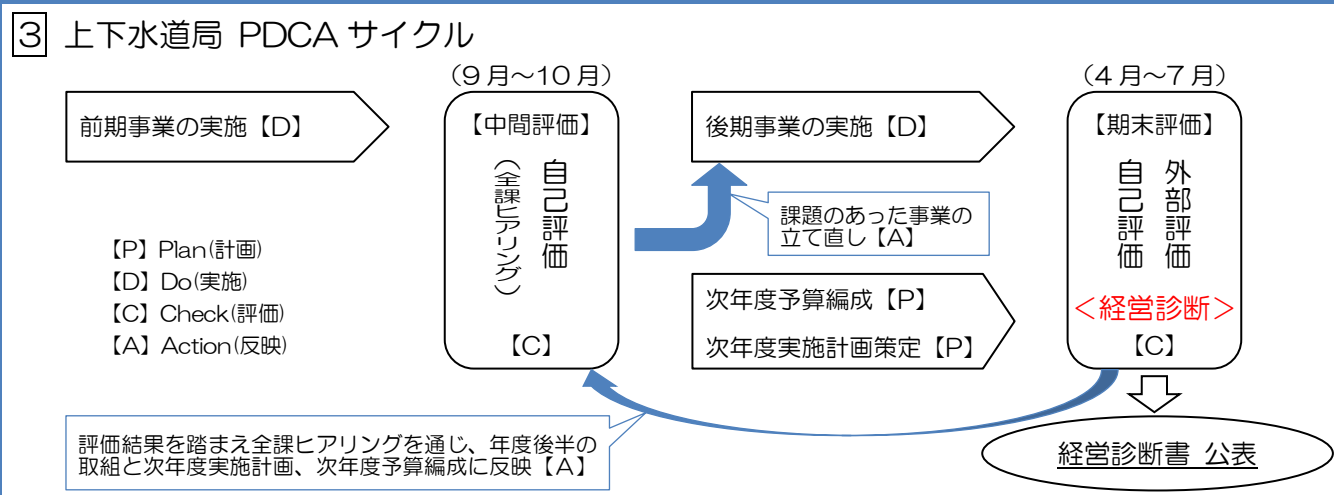 3 上下水道局 PDCA サイクル
(9月~10月)
(4月~7月)
前期事業の実施【D】
【中間評価】
自己評価
(全課ヒアリング)
【C】
後期事業の実施【D】
課題のあった事業の
立て直し【A】
次年度予算編成【P】
次年度実施計画策定【P】
【期末評価】
外部評価
自己評価
<経営診断>
【C】
【P】Plan(計画)
【D】Do(実施)
【C】Check(評価)
【A】Action(反映)
評価結果を踏まえ全課ヒアリングを通じ、年度後半の
取組と次年度実施計画、次年度予算編成に反映【A】
経営診断書 公表